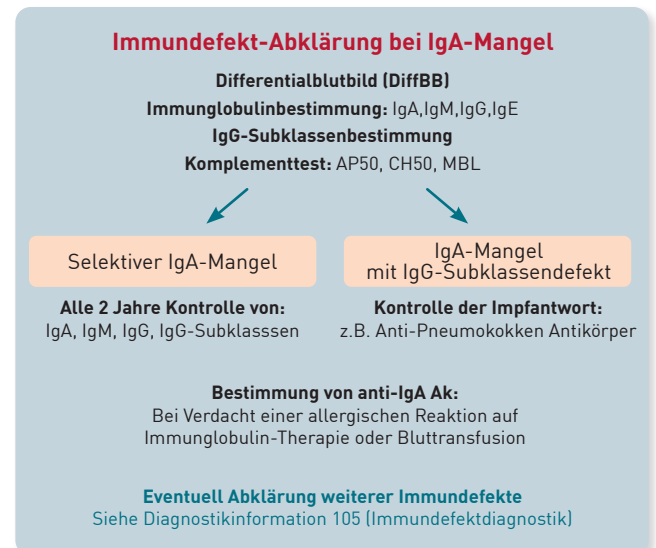 Immundefekt-Abklärung bei IgA-Mangel
Differentialblutbild (DiffBB)
Immunglobulinbestimmung: IgA,IgM,IgG,IgE
IgG-Subklassenbestimmung
Komplementtest: AP50, CH50, MBL
Selektiver IgA-Mangel
Alle 2 Jahre Kontrolle von:
IgA, IgM, IgG, IgG-Subklasssen
IgA-Mangel
mit IgG-Subklassendefekt
Kontrolle der Impfantwort:
z.B. Anti-Pneumokokken Antikörper
Bestimmung von anti-IgA Ak:
Bei Verdacht einer allergischen Reaktion auf
Immunglobulin-Therapie oder Bluttransfusion
Eventuell Abklärung weiterer Immundefekte
Siehe Diagnostikinformation 105 (Immundefektdiagnostik)